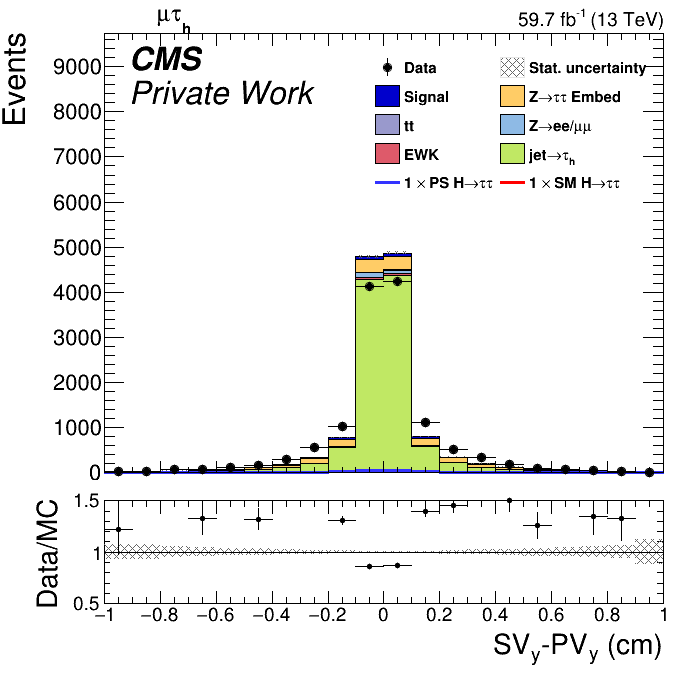 μτh
59.7 fb⁻¹ (13 TeV)
Events
CMS
Private Work
Data
Stat. uncertainty
Signal
Z→ττ Embed
tt
Z→ee/μμ
EWK
jet→τh
1 × PS H→ττ
1 × SM H→ττ
9000
8000
7000
6000
5000
4000
3000
2000
1000
0
Data/MC
1.5
1
0.5
−1 −0.8 −0.6 −0.4 −0.2 0 0.2 0.4 0.6 0.8 1
SVy-PVy (cm)